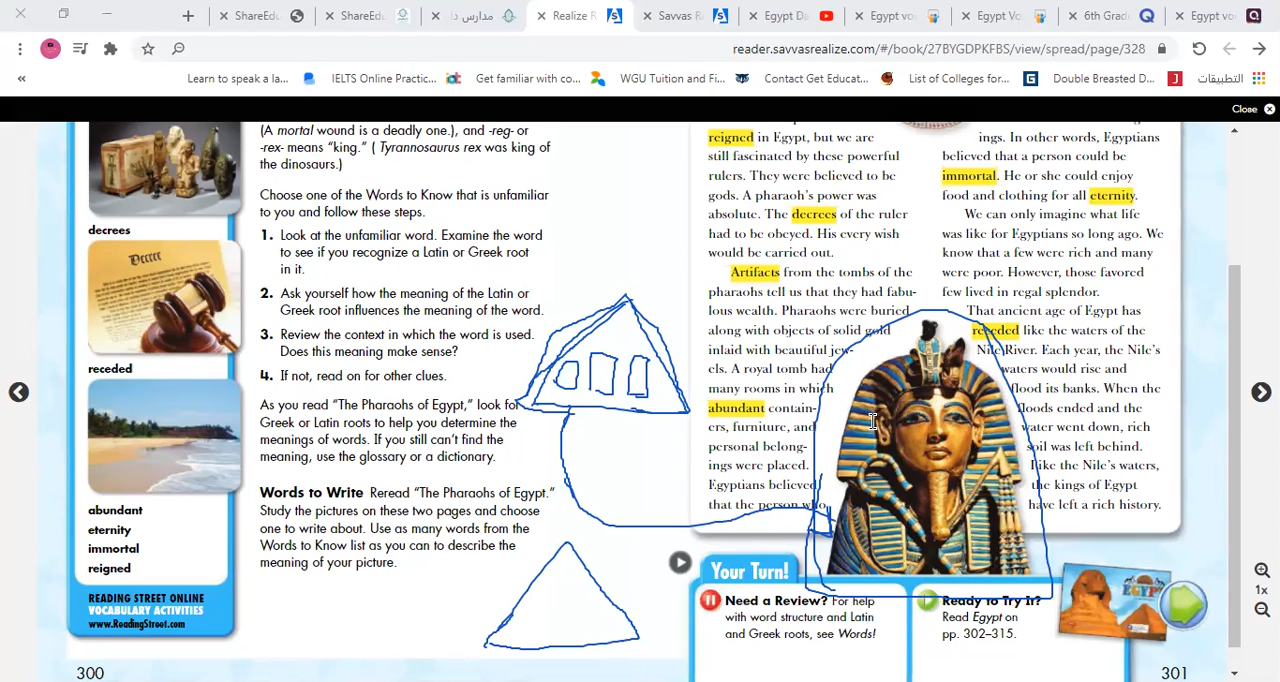 ShareEdu
ShareEdu
مدارس دا
Realize R
Savvas R
Egypt Da
Egypt vo
Egypt Vo
6th Grad
Egypt vo
reader.savvasrealize.com/#/book/27BYGDPKFBS/view/spread/page/328
Learn to speak a la...
IELTS Online Practic...
Get familiar with co...
WGU Tuition and Fi...
Contact Get Educat...
List of Colleges for...
Double Breasted D...
التطبيقات
Close
decrees
Decree
receded
abundant
eternity
immortal
reigned
READING STREET ONLINE
VOCABULARY ACTIVITIES
www.ReadingStreet.com
300
(A mortal wound is a deadly one.), and -reg- or
-rex- means “king.” ( Tyrannosaurus rex was king of
the dinosaurs.)
Choose one of the Words to Know that is unfamiliar
to you and follow these steps.
1. Look at the unfamiliar word. Examine the word
to see if you recognize a Latin or Greek root
in it.
2. Ask yourself how the meaning of the Latin or
Greek root influences the meaning of the word.
3. Review the context in which the word is used.
Does this meaning make sense?
4. If not, read on for other clues.
As you read “The Pharaohs of Egypt,” look for
Greek or Latin roots to help you determine the
meanings of words. If you still can’t find the
meaning, use the glossary or a dictionary.
Words to Write Reread “The Pharaohs of Egypt.”
Study the pictures on these two pages and choose
one to write about. Use as many words from the
Words to Know list as you can to describe the
meaning of your picture.
reigned in Egypt, but we are
still fascinated by these powerful
rulers. They were believed to be
gods. A pharaoh’s power was
absolute. The decrees of the ruler
had to be obeyed. His every wish
would be carried out.
Artifacts from the tombs of the
pharaohs tell us that they had fabu-
lous wealth. Pharaohs were buried
along with objects of solid gold
inlaid with beautiful jew-
els. A royal tomb had
many rooms in which
abundant contain-
ers, furniture, and
personal belong-
ings were placed.
Egyptians believed
that the person who
ings. In other words, Egyptians
believed that a person could be
immortal. He or she could enjoy
food and clothing for all eternity.
We can only imagine what life
was like for Egyptians so long ago. We
know that a few were rich and many
were poor. However, those favored
few lived in regal splendor.
That ancient age of Egypt has
receded like the waters of the
Nile River. Each year, the Nile’s
waters would rise and
flood its banks. When the
floods ended and the
water went down, rich
soil was left behind.
Like the Nile’s waters,
the kings of Egypt
have left a rich history.
Your Turn!
Need a Review? For help
with word structure and Latin
and Greek roots, see Words!
Ready to Try It?
Read Egypt on
pp. 302–315.
EGYPT
301
1x